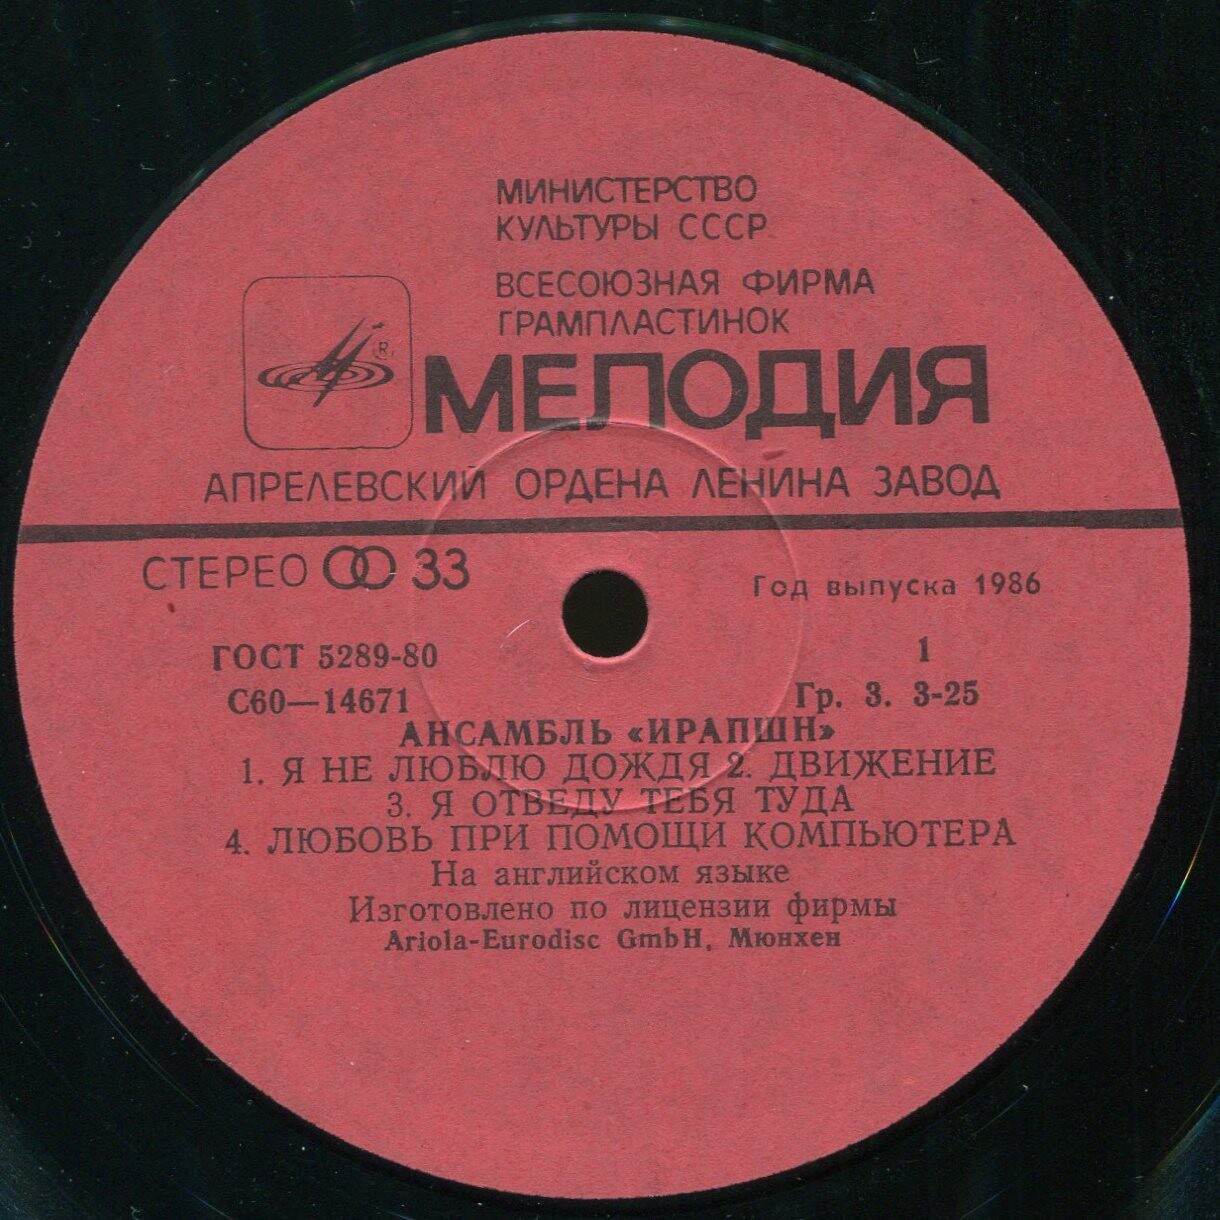 МИНИСТЕРСТВО
КУЛЬТУРЫ СССР
ВСЕСОЮЗНАЯ ФИРМА
ГРАМПЛАСТИНОК
®
МЕЛОДИЯ
АПРЕЛЕВСКИЙ ОРДЕНА ЛЕНИНА ЗАВОД
СТЕРЕО 33
Год выпуска 1986
ГОСТ 5289-80
1
С60—14671
Гр. 3. 3-25
АНСАМБЛЬ «ИРАПШН»
1. Я НЕ ЛЮБЛЮ ДОЖДЯ 2. ДВИЖЕНИЕ
3. Я ОТВЕДУ ТЕБЯ ТУДА
4. ЛЮБОВЬ ПРИ ПОМОЩИ КОМПЬЮТЕРА
На английском языке
Изготовлено по лицензии фирмы
Ariola-Eurodisc GmbH, Мюнхен